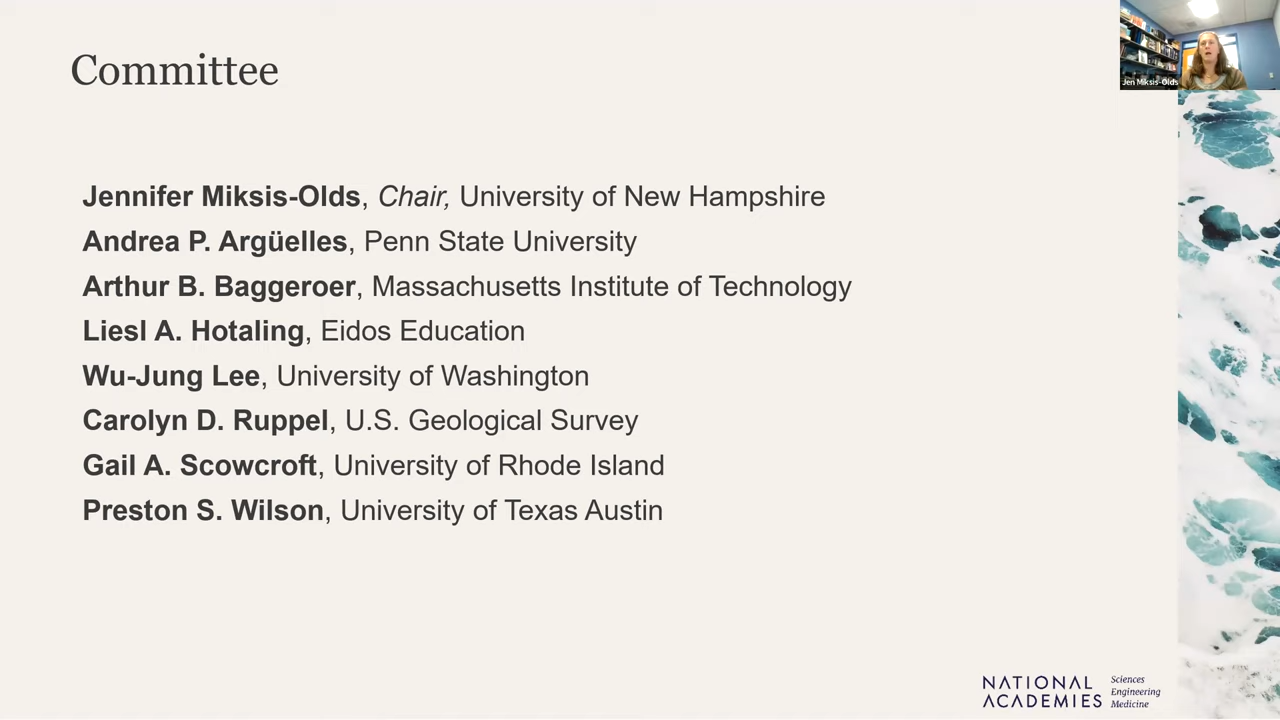 Committee
Jen Miksis-Olds
Jennifer Miksis-Olds, Chair, University of New Hampshire
Andrea P. Argüelles, Penn State University
Arthur B. Baggeroer, Massachusetts Institute of Technology
Liesl A. Hotaling, Eidos Education
Wu-Jung Lee, University of Washington
Carolyn D. Ruppel, U.S. Geological Survey
Gail A. Scowcroft, University of Rhode Island
Preston S. Wilson, University of Texas Austin
NATIONAL ACADEMIES
Sciences
Engineering
Medicine